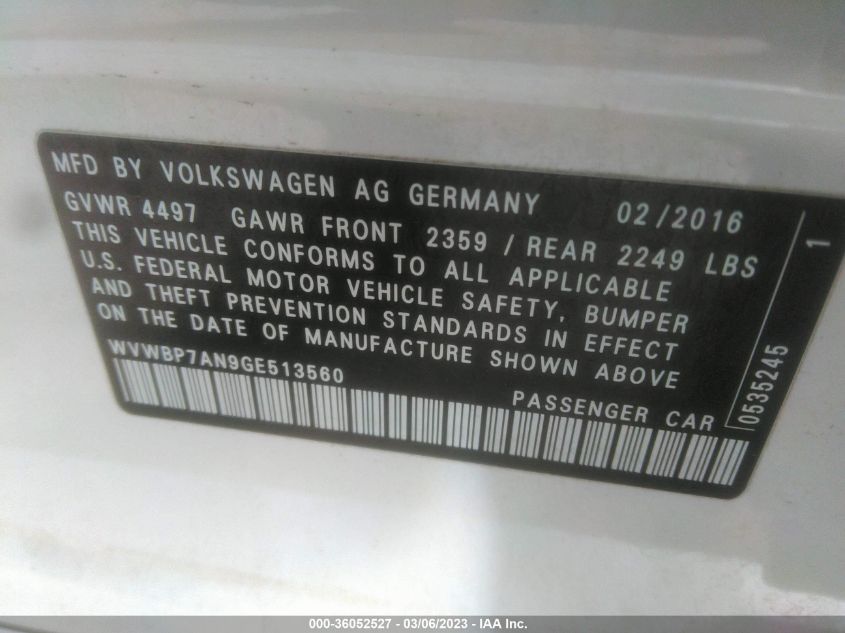 MFD BY VOLKSWAGEN AG GERMANY 02/2016
GVWR 4497 GAWR FRONT 2359 / REAR 2249 LBS
THIS VEHICLE CONFORMS TO ALL APPLICABLE
U.S. FEDERAL MOTOR VEHICLE SAFETY, BUMPER
AND THEFT PREVENTION STANDARDS IN EFFECT
ON THE DATE OF MANUFACTURE SHOWN ABOVE
WVWBP7AN9GE513560
PASSENGER CAR
0535245
1
000-36052527 - 03/06/2023 - IAA Inc.